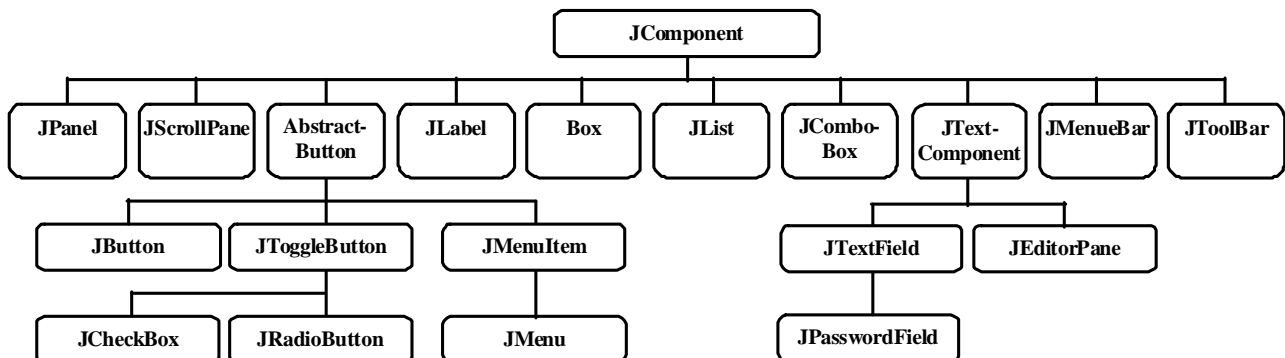 JComponent
JPanel
JScrollPane
Abstract-
Button
JLabel
Box
JList
JCombo-
Box
JText-
Component
JMenueBar
JToolBar
JButton
JToggleButton
JMenuItem
JTextField
JEditorPane
JCheckBox
JRadioButton
JMenu
JPasswordField